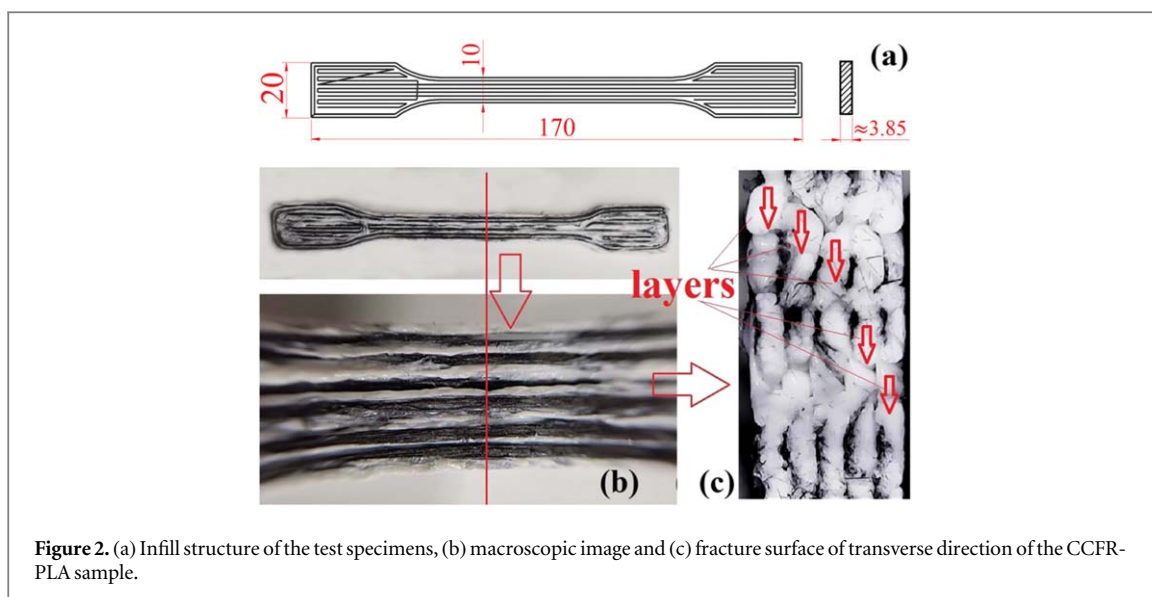 (a)
10
20
170
≈3.85
layers
(b)
(c)
Figure 2. (a) Infill structure of the test specimens, (b) macroscopic image and (c) fracture surface of transverse direction of the CCFR-
PLA sample.